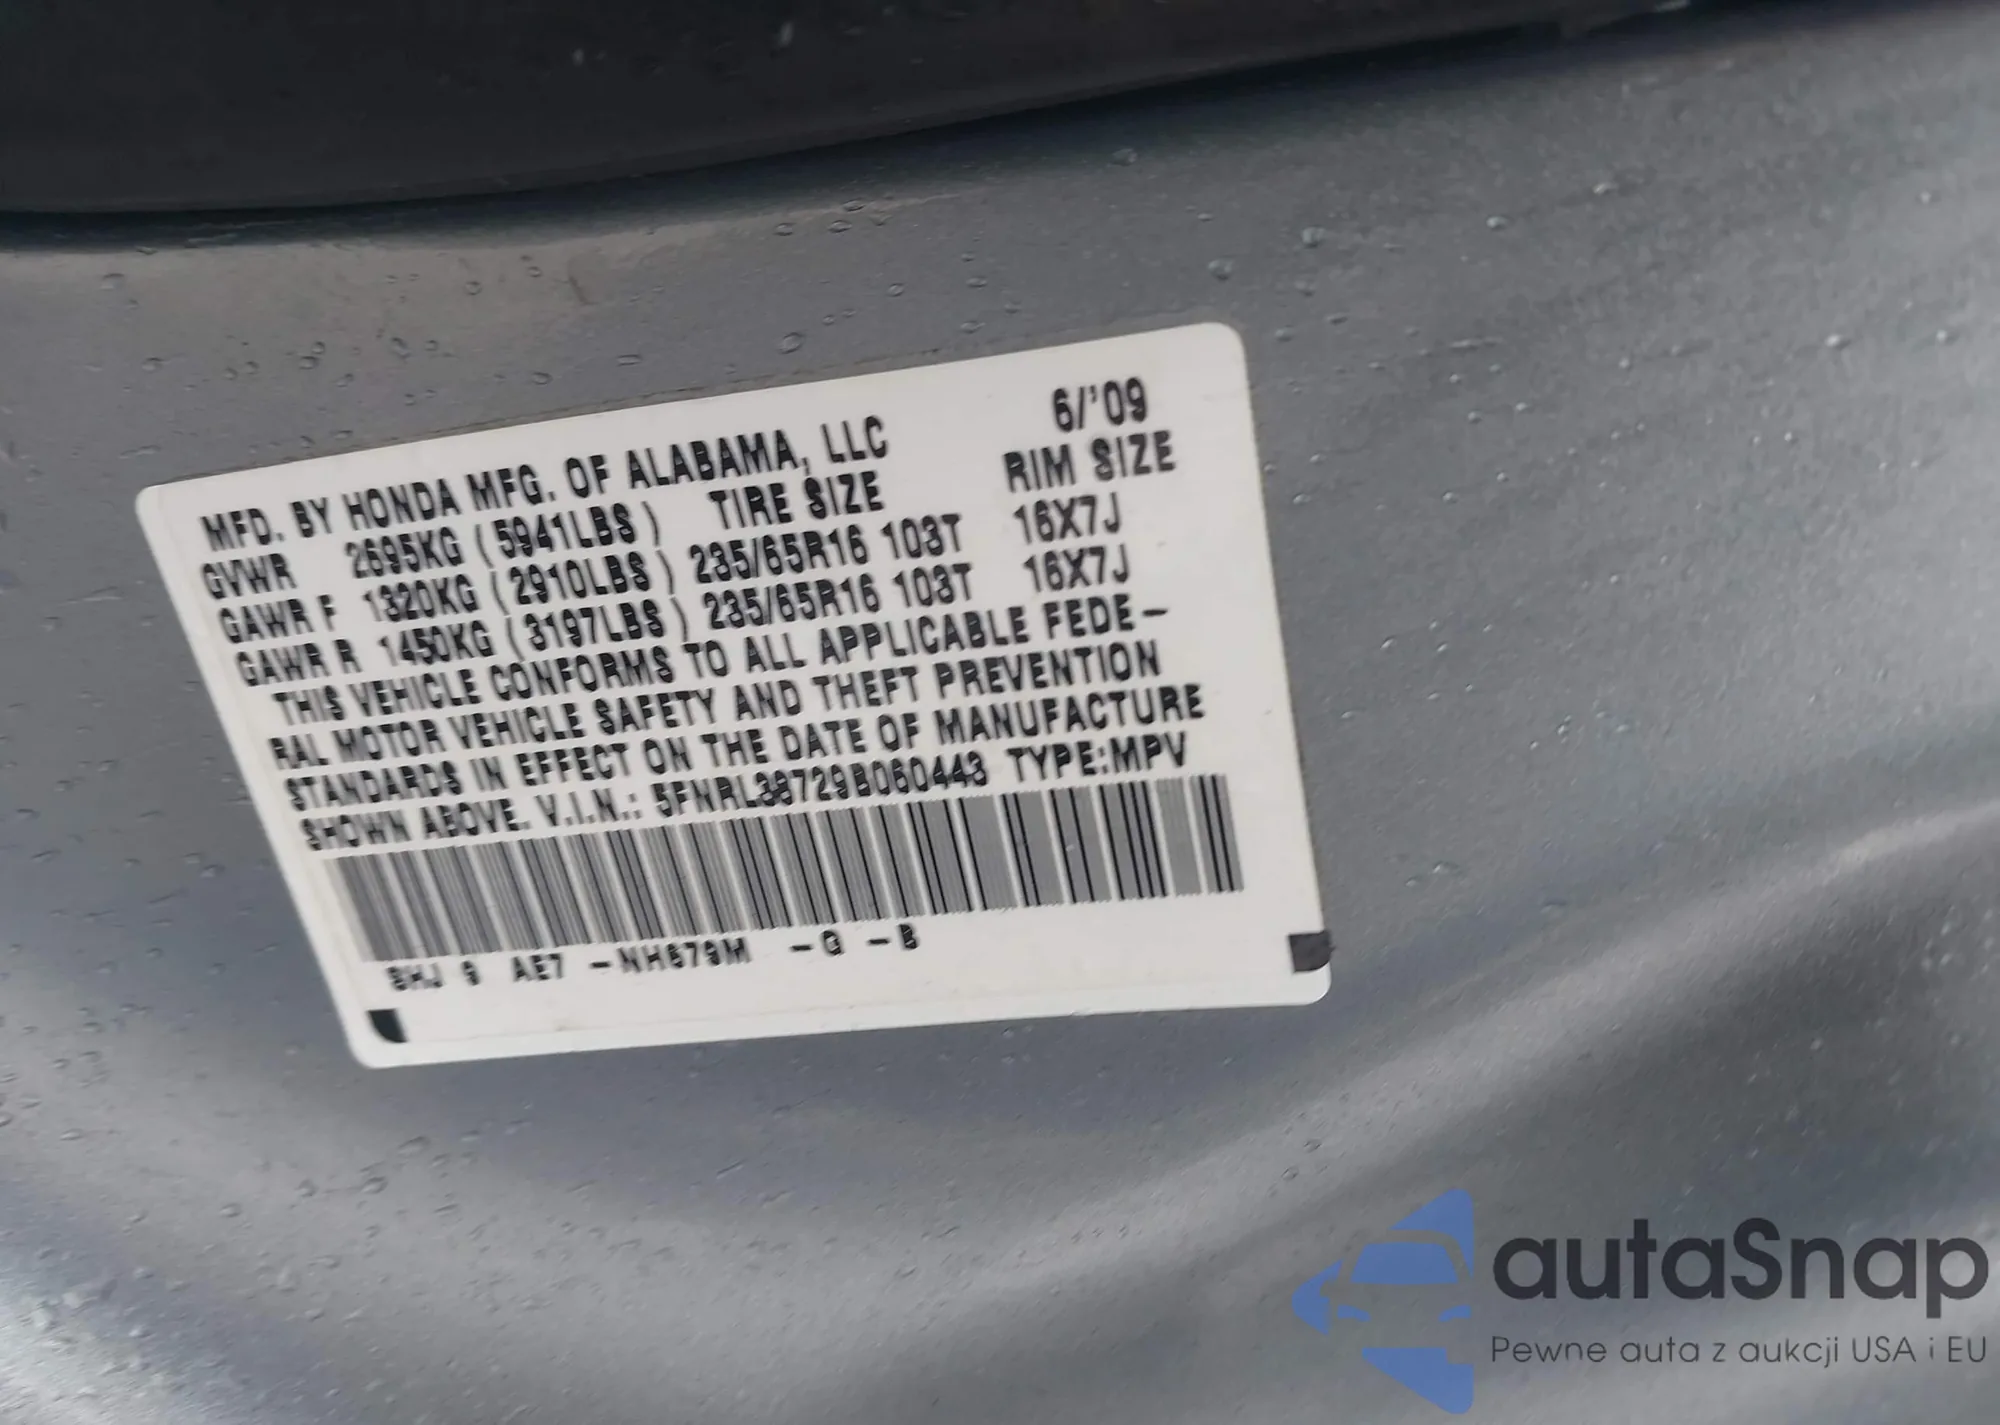 MFD. BY HONDA MFG. OF ALABAMA, LLC 6/'09
GVWR 2695KG (5941LBS) TIRE SIZE RIM SIZE
GAWR F 1320KG (2910LBS) 235/65R16 103T 16X7J
GAWR R 1450KG (3197LBS) 235/65R16 103T 16X7J
THIS VEHICLE CONFORMS TO ALL APPLICABLE FEDE-
RAL MOTOR VEHICLE SAFETY AND THEFT PREVENTION
STANDARDS IN EFFECT ON THE DATE OF MANUFACTURE
SHOWN ABOVE. V.I.N.: 5FNRL38729B060443 TYPE:MPV
SHJ 9 AE7 -NH679M -G -B
autaSnap
Pewne auta z aukcji USA i EU